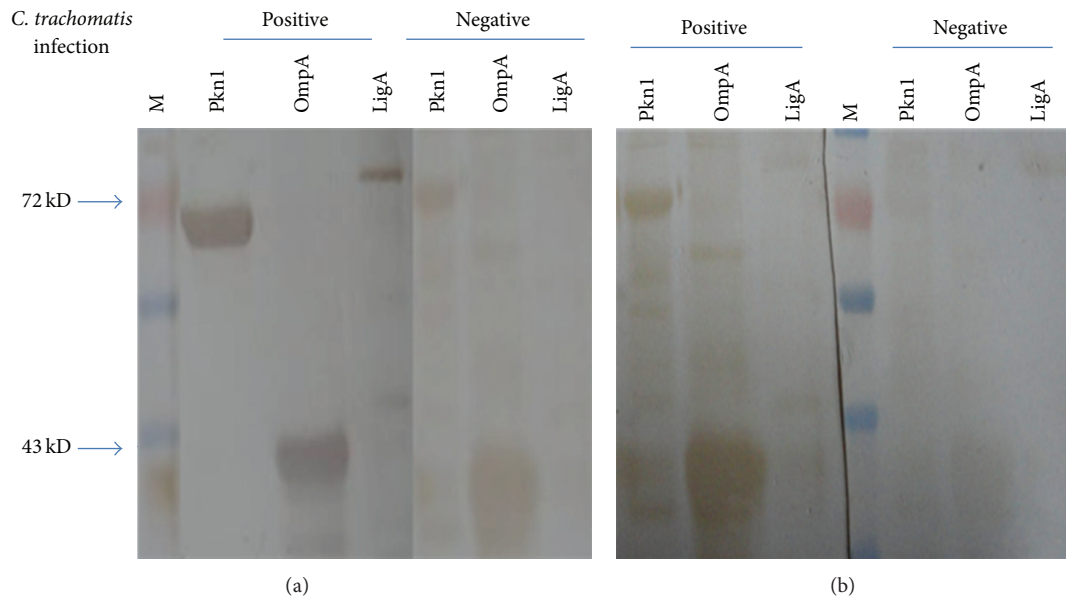 C. trachomatis
infection
Positive
Negative
M
Pkn1
OmpA
LigA
Pkn1
OmpA
LigA
72 kD
43 kD
(a)
Positive
Negative
Pkn1
OmpA
LigA
M
Pkn1
OmpA
LigA
(b)